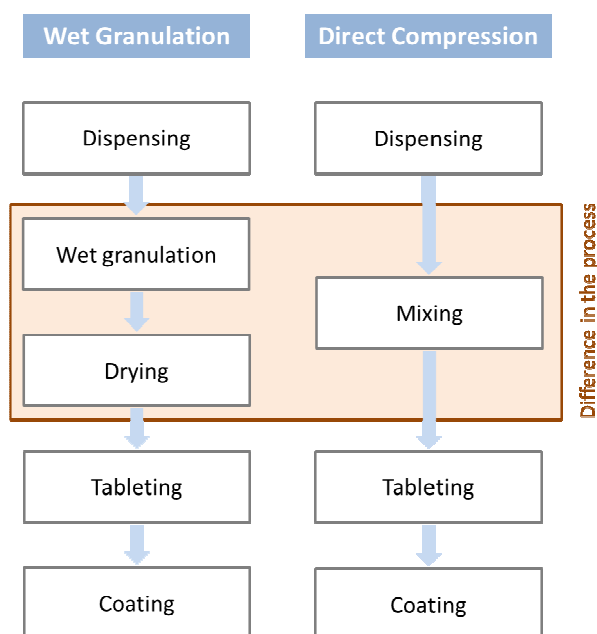 Wet Granulation
Direct Compression
Dispensing
Dispensing
Wet granulation
Mixing
Drying
Difference in the process
Tableting
Tableting
Coating
Coating